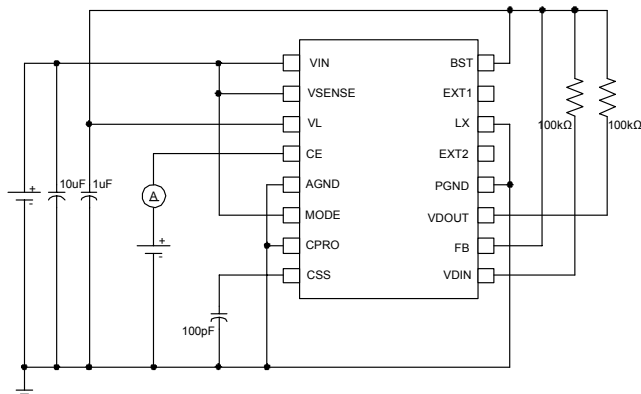 VIN
BST
VSENSE
EXT1
VL
LX
100kΩ
100kΩ
CE
EXT2
AGND
PGND
10uF
1uF
A
MODE
VDOUT
CPRO
FB
CSS
VDIN
100pF
+
-
+
-